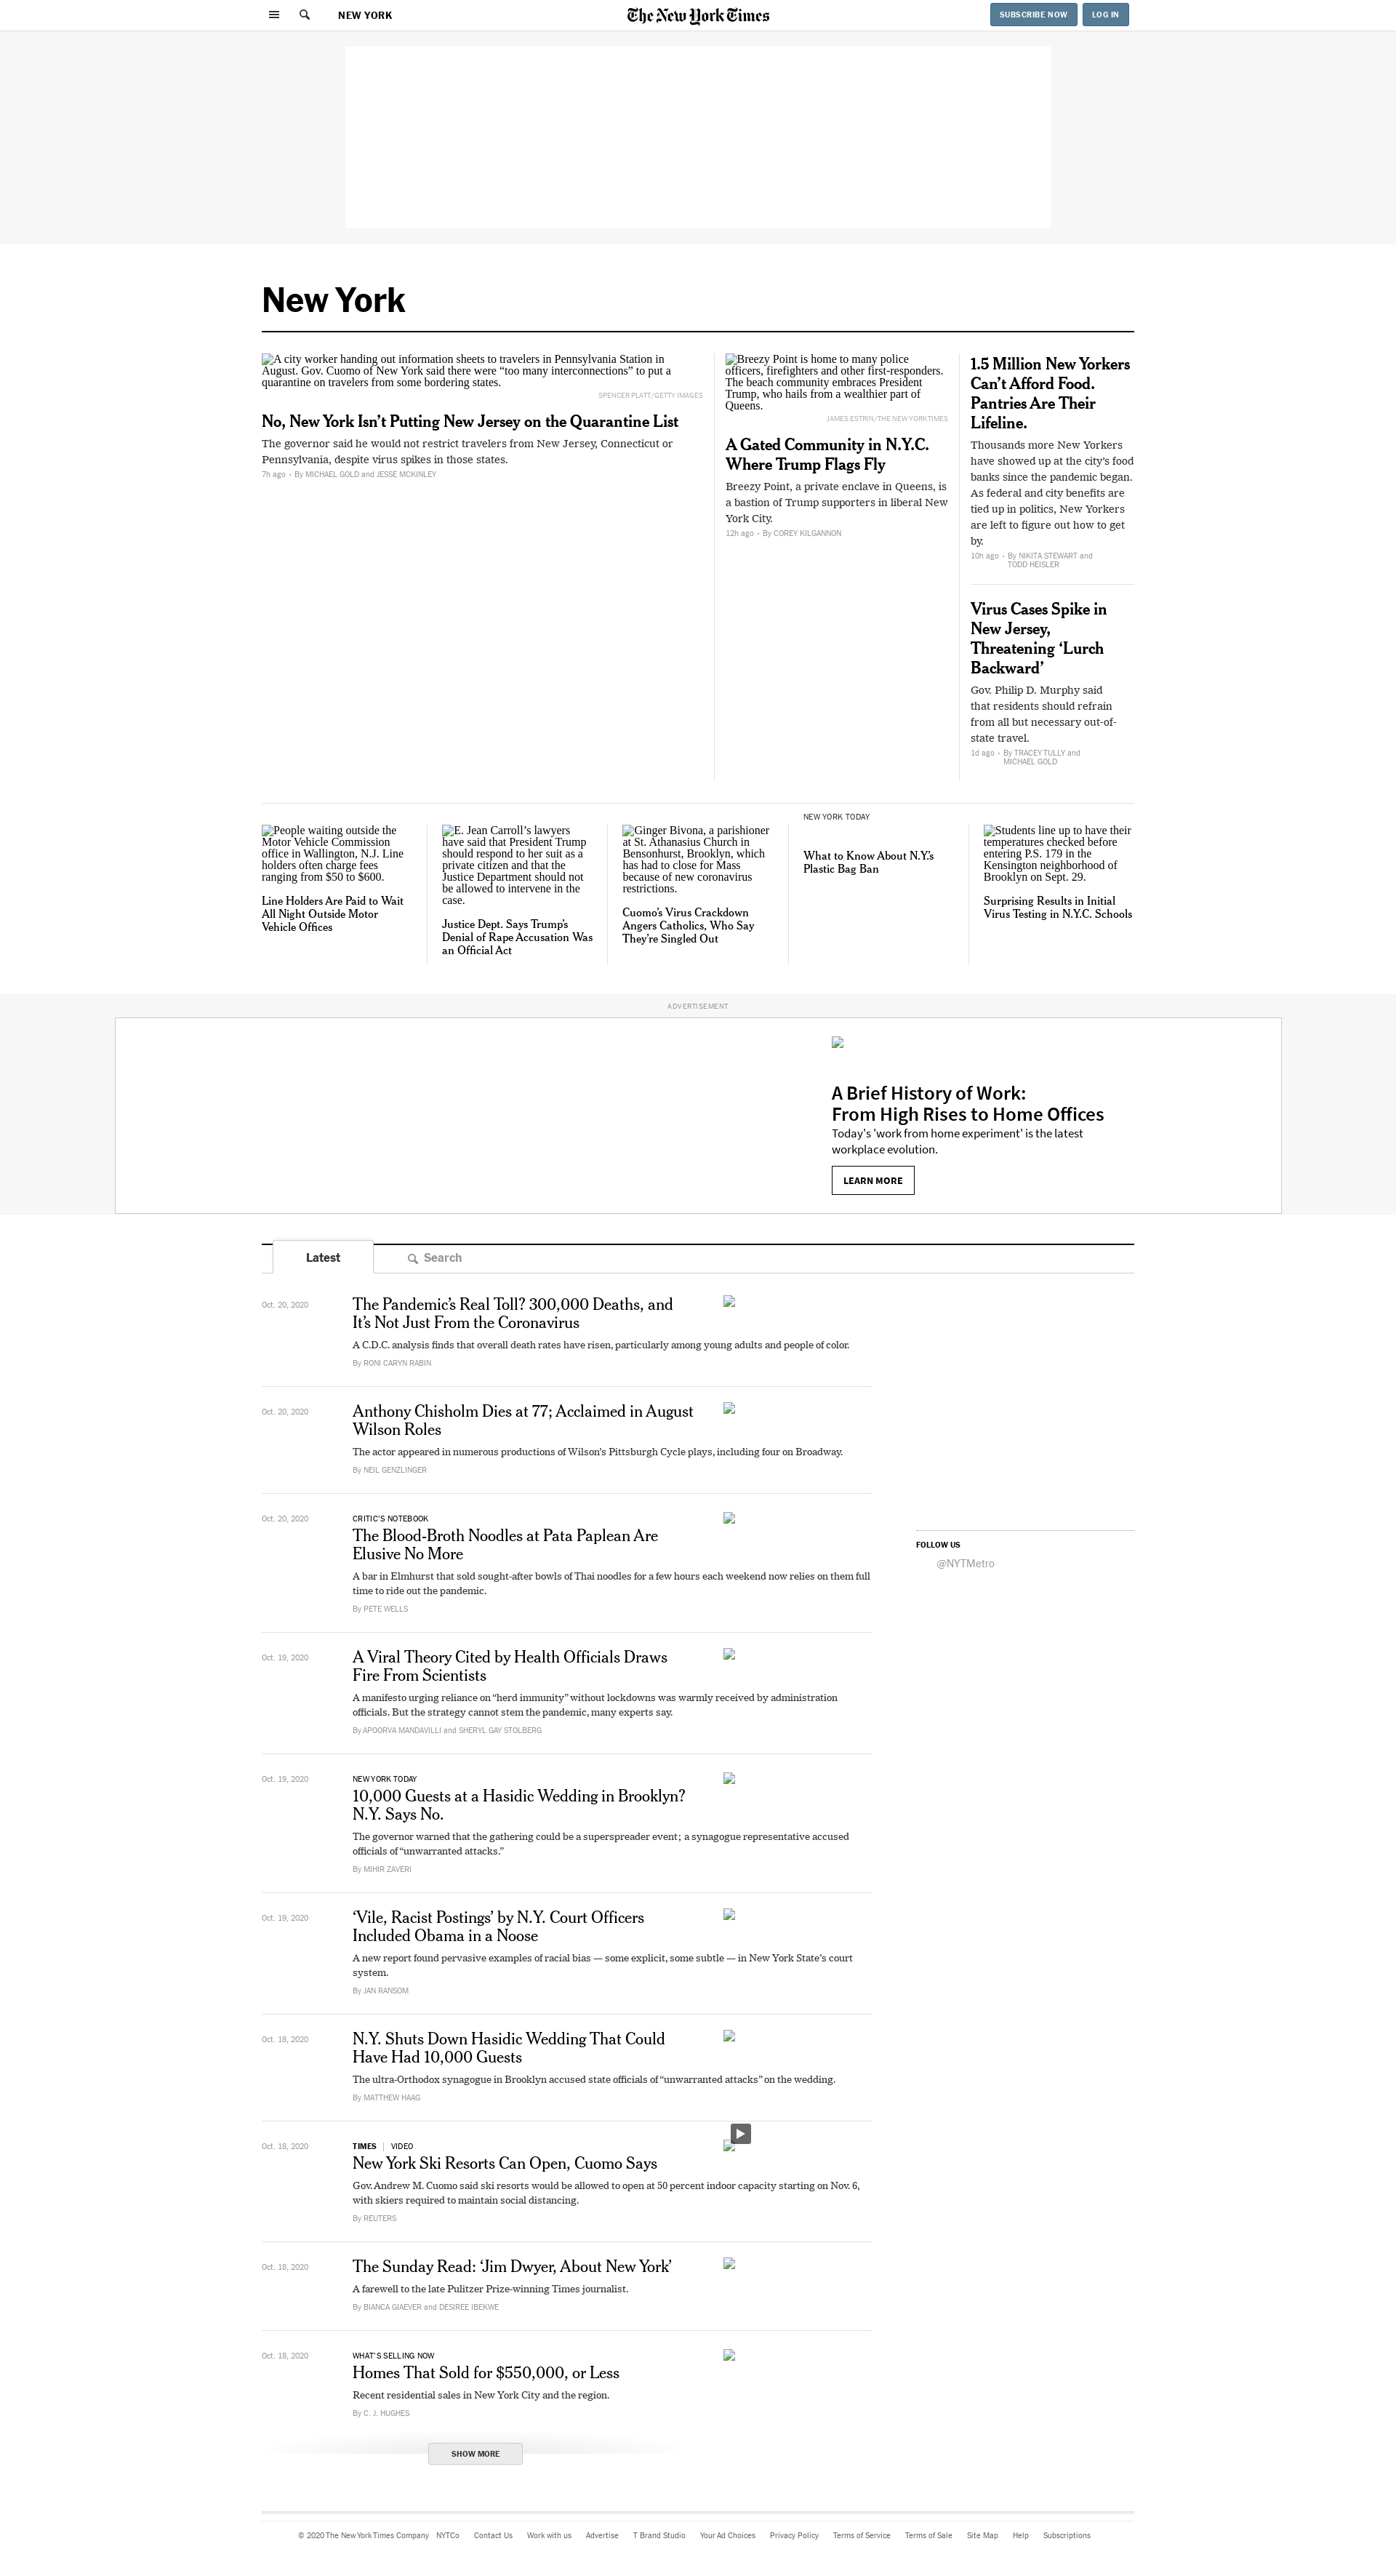 NEW YORK
The New York Times
SUBSCRIBE NOW
LOG IN
New York
A city worker handing out information sheets to travelers in Pennsylvania Station in
August. Gov. Cuomo of New York said there were “too many interconnections” to put a
quarantine on travelers from some bordering states.
SPENCER PLATT/GETTY IMAGES
No, New York Isn’t Putting New Jersey on the Quarantine List
The governor said he would not restrict travelers from New Jersey, Connecticut or
Pennsylvania, despite virus spikes in those states.
7h ago • By MICHAEL GOLD and JESSE MCKINLEY
Breezy Point is home to many police
officers, firefighters and other first-responders.
The beach community embraces President
Trump, who hails from a wealthier part of
Queens.
JAMES ESTRIN/THE NEW YORK TIMES
A Gated Community in N.Y.C.
Where Trump Flags Fly
Breezy Point, a private enclave in Queens, is
a bastion of Trump supporters in liberal New
York City.
12h ago • By COREY KILGANNON
1.5 Million New Yorkers
Can’t Afford Food.
Pantries Are Their
Lifeline.
Thousands more New Yorkers
have showed up at the city’s food
banks since the pandemic began.
As federal and city benefits are
tied up in politics, New Yorkers
are left to figure out how to get
by.
10h ago • By NIKITA STEWART and
TODD HEISLER
Virus Cases Spike in
New Jersey,
Threatening ‘Lurch
Backward’
Gov. Philip D. Murphy said
that residents should refrain
from all but necessary out-of-
state travel.
1d ago • By TRACEY TULLY and
MICHAEL GOLD
People waiting outside the
Motor Vehicle Commission
office in Wallington, N.J. Line
holders often charge fees
ranging from $50 to $600.
Line Holders Are Paid to Wait
All Night Outside Motor
Vehicle Offices
E. Jean Carroll’s lawyers
have said that President Trump
should respond to her suit as a
private citizen and that the
Justice Department should not
be allowed to intervene in the
case.
Justice Dept. Says Trump’s
Denial of Rape Accusation Was
an Official Act
Ginger Bivona, a parishioner
at St. Athanasius Church in
Bensonhurst, Brooklyn, which
has had to close for Mass
because of new coronavirus
restrictions.
Cuomo’s Virus Crackdown
Angers Catholics, Who Say
They’re Singled Out
NEW YORK TODAY
What to Know About N.Y.’s
Plastic Bag Ban
Students line up to have their
temperatures checked before
entering P.S. 179 in the
Kensington neighborhood of
Brooklyn on Sept. 29.
Surprising Results in Initial
Virus Testing in N.Y.C. Schools
ADVERTISEMENT
A Brief History of Work:
From High Rises to Home Offices
Today's 'work from home experiment' is the latest
workplace evolution.
LEARN MORE
Latest
Search
Oct. 20, 2020
The Pandemic’s Real Toll? 300,000 Deaths, and
It’s Not Just From the Coronavirus
A C.D.C. analysis finds that overall death rates have risen, particularly among young adults and people of color.
By RONI CARYN RABIN
Oct. 20, 2020
Anthony Chisholm Dies at 77; Acclaimed in August
Wilson Roles
The actor appeared in numerous productions of Wilson’s Pittsburgh Cycle plays, including four on Broadway.
By NEIL GENZLINGER
Oct. 20, 2020
CRITIC’S NOTEBOOK
The Blood-Broth Noodles at Pata Paplean Are
Elusive No More
A bar in Elmhurst that sold sought-after bowls of Thai noodles for a few hours each weekend now relies on them full
time to ride out the pandemic.
By PETE WELLS
FOLLOW US
@NYTMetro
Oct. 19, 2020
A Viral Theory Cited by Health Officials Draws
Fire From Scientists
A manifesto urging reliance on “herd immunity” without lockdowns was warmly received by administration
officials. But the strategy cannot stem the pandemic, many experts say.
By APOORVA MANDAVILLI and SHERYL GAY STOLBERG
Oct. 19, 2020
NEW YORK TODAY
10,000 Guests at a Hasidic Wedding in Brooklyn?
N.Y. Says No.
The governor warned that the gathering could be a superspreader event; a synagogue representative accused
officials of “unwarranted attacks.”
By MIHIR ZAVERI
Oct. 19, 2020
‘Vile, Racist Postings’ by N.Y. Court Officers
Included Obama in a Noose
A new report found pervasive examples of racial bias — some explicit, some subtle — in New York State’s court
system.
By JAN RANSOM
Oct. 18, 2020
N.Y. Shuts Down Hasidic Wedding That Could
Have Had 10,000 Guests
The ultra-Orthodox synagogue in Brooklyn accused state officials of “unwarranted attacks” on the wedding.
By MATTHEW HAAG
Oct. 18, 2020
TIMES | VIDEO
New York Ski Resorts Can Open, Cuomo Says
Gov. Andrew M. Cuomo said ski resorts would be allowed to open at 50 percent indoor capacity starting on Nov. 6,
with skiers required to maintain social distancing.
By REUTERS
Oct. 18, 2020
The Sunday Read: ‘Jim Dwyer, About New York’
A farewell to the late Pulitzer Prize-winning Times journalist.
By BIANCA GIAEVER and DESIREE IBEKWE
Oct. 18, 2020
WHAT’S SELLING NOW
Homes That Sold for $550,000, or Less
Recent residential sales in New York City and the region.
By C. J. HUGHES
SHOW MORE
© 2020 The New York Times Company NYTCo Contact Us Work with us Advertise T Brand Studio Your Ad Choices Privacy Policy Terms of Service Terms of Sale Site Map Help Subscriptions